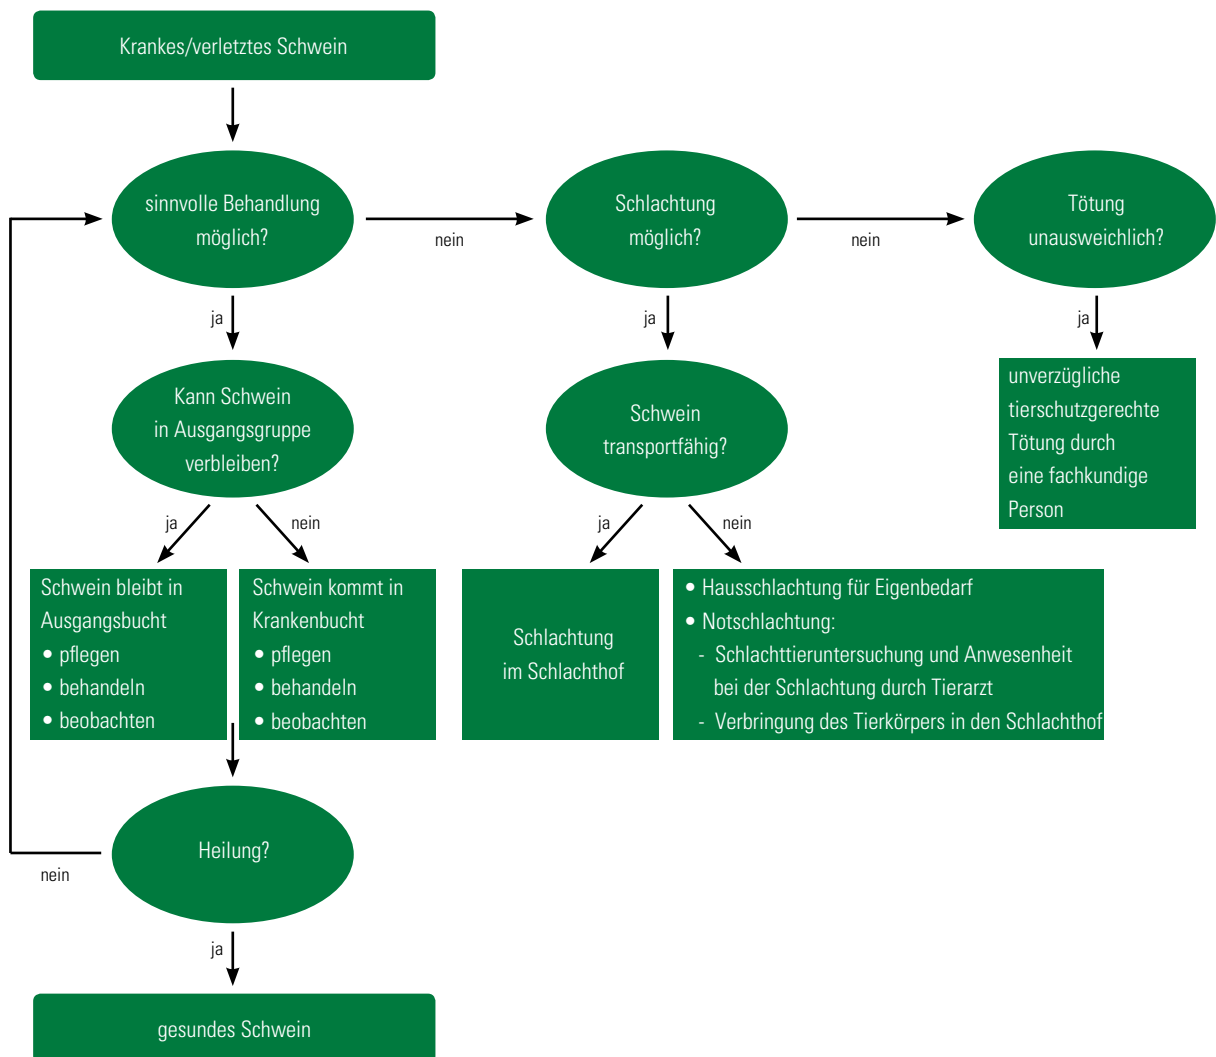 Krankes/verletztes Schwein
sinnvolle Behandlung
möglich?
nein
Schlachtung
möglich?
nein
Tötung
unausweichlich?
ja
ja
ja
Kann Schwein
in Ausgangsgruppe
verbleiben?
Schwein
transportfähig?
unverzügliche
tierschutzgerechte
Tötung durch
eine fachkundige
Person
ja
nein
ja
nein
Schwein bleibt in
Ausgangsbucht
• pflegen
• behandeln
• beobachten
Schwein kommt in
Krankenbucht
• pflegen
• behandeln
• beobachten
Schlachtung
im Schlachthof
• Hausschlachtung für Eigenbedarf
• Notschlachtung:
- Schlachttieruntersuchung und Anwesenheit
bei der Schlachtung durch Tierarzt
- Verbringung des Tierkörpers in den Schlachthof
Heilung?
nein
ja
gesundes Schwein